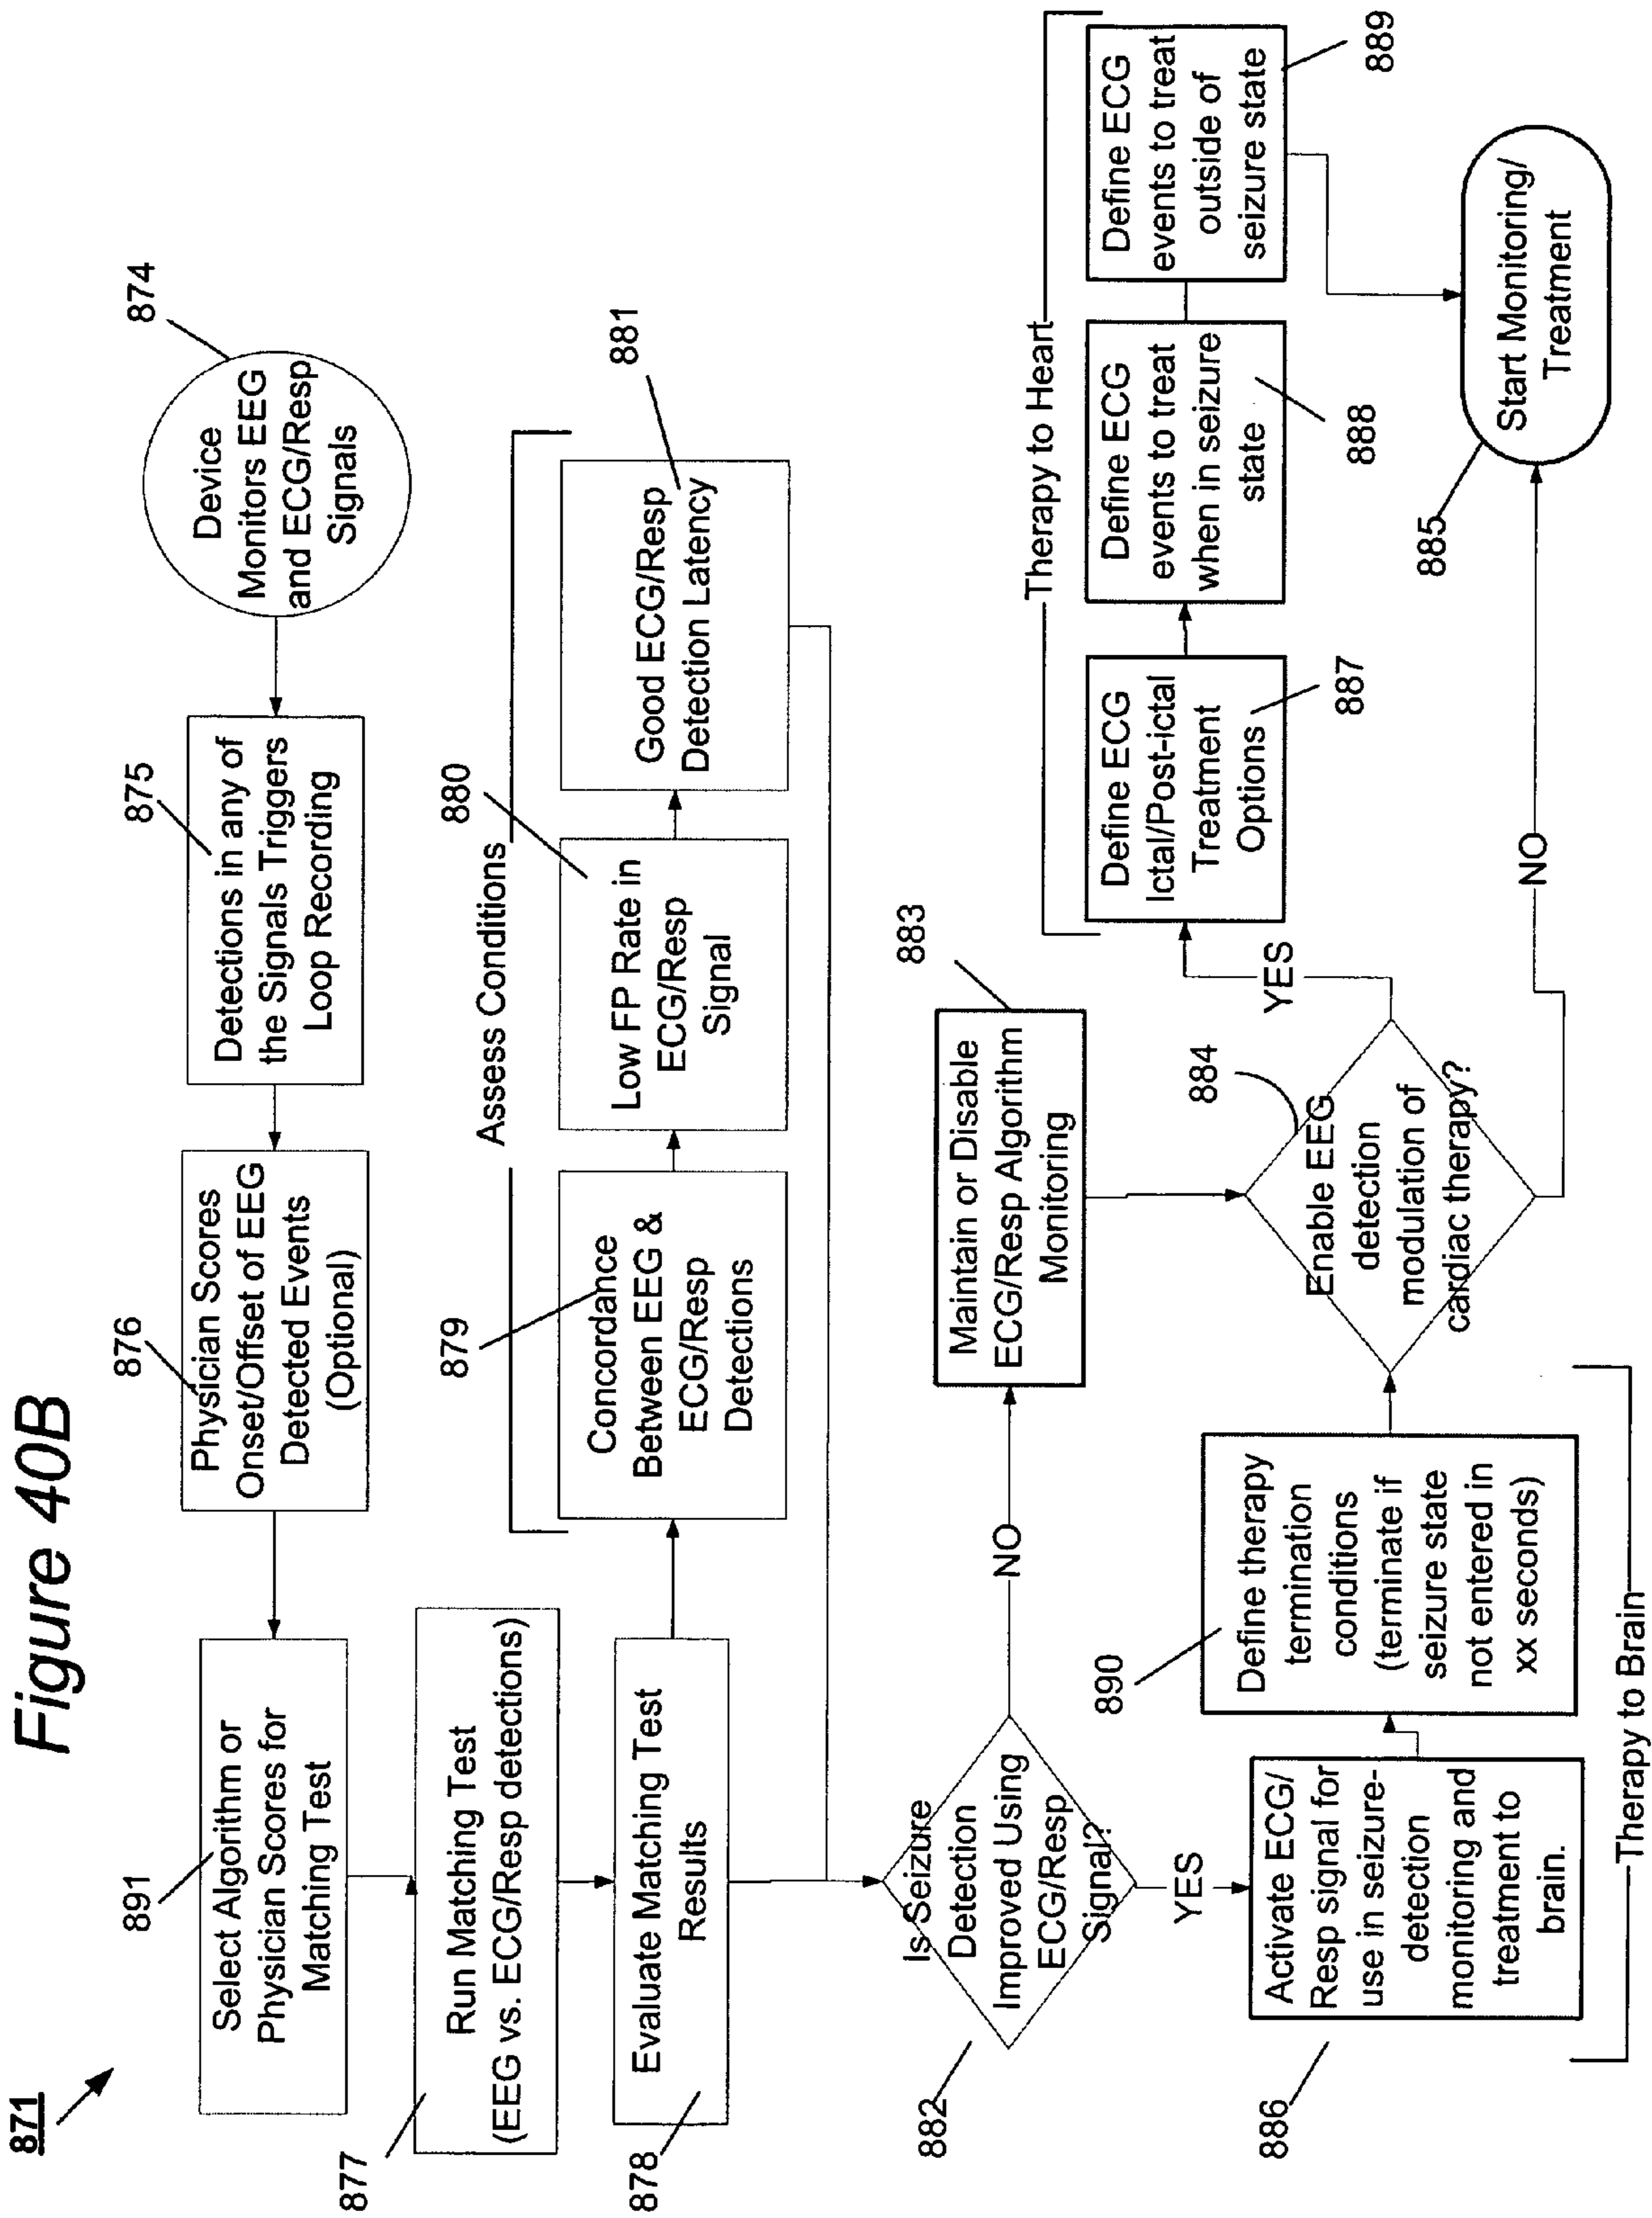 Figure 40B
871
874
Device
Monitors EEG
and ECG/Resp
Signals
875
Detections in any of
the Signals Triggers
Loop Recording
876
Physician Scores
Onset/Offset of EEG
Detected Events
(Optional)
891
Select Algorithm or
Physician Scores for
Matching Test
877
Run Matching Test
(EEG vs. ECG/Resp detections)
878
Evaluate Matching Test
Results
Assess Conditions
879
Concordance
Between EEG &
ECG/Resp
Detections
880
Low FP Rate in
ECG/Resp
Signal
881
Good ECG/Resp
Detection Latency
882
Is Seizure
Detection
Improved Using
ECG/Resp
Signal?
NO
YES
883
Maintain or Disable
ECG/Resp Algorithm
Monitoring
886
Activate ECG/
Resp signal for
use in seizure-
detection
monitoring and
treatment to
brain.
890
Define therapy
termination
conditions
(terminate if
seizure state
not entered in
xx seconds)
Therapy to Brain
884
Enable EEG
detection
modulation of
cardiac therapy?
YES
NO
Therapy to Heart
Define ECG
Ictal/Post-ictal
Treatment
Options
887
Define ECG
events to treat
when in seizure
state
888
Define ECG
events to treat
outside of
seizure state
889
885
Start Monitoring/
Treatment